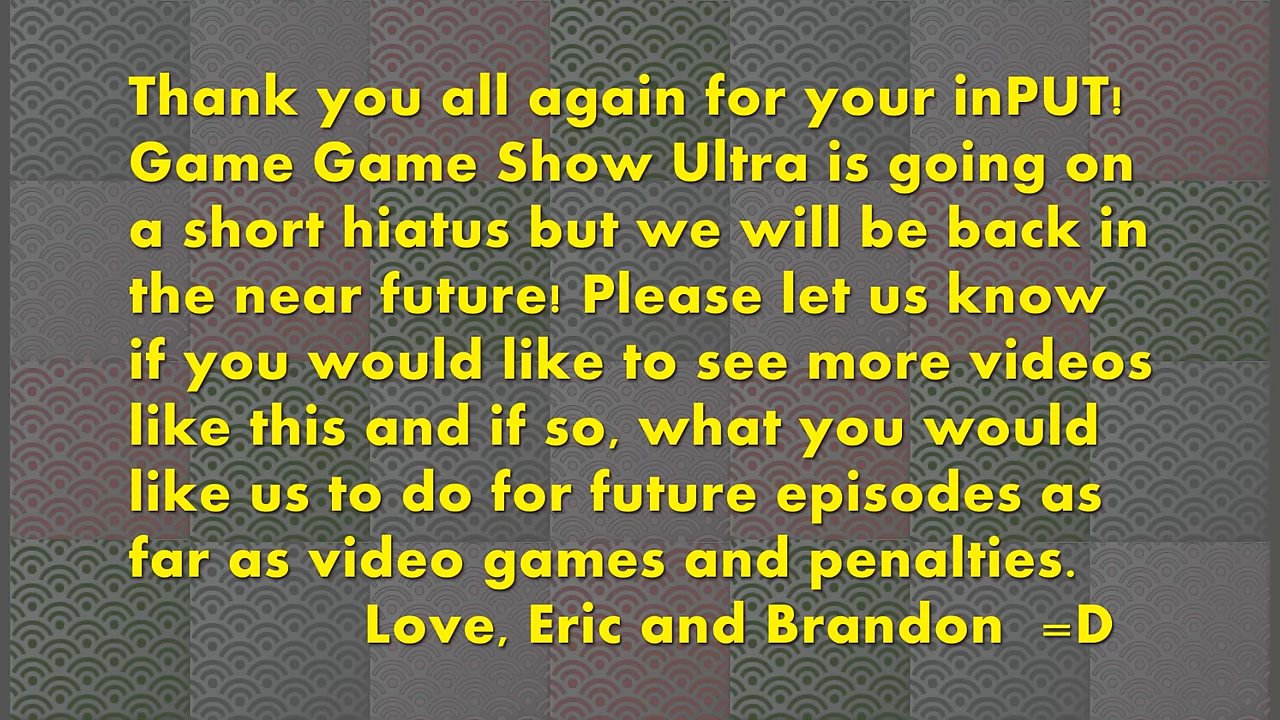 Thank you all again for your inPUT!
Game Game Show Ultra is going on
a short hiatus but we will be back in
the near future! Please let us know
if you would like to see more videos
like this and if so, what you would
like us to do for future episodes as
far as video games and penalties.
Love, Eric and Brandon =D